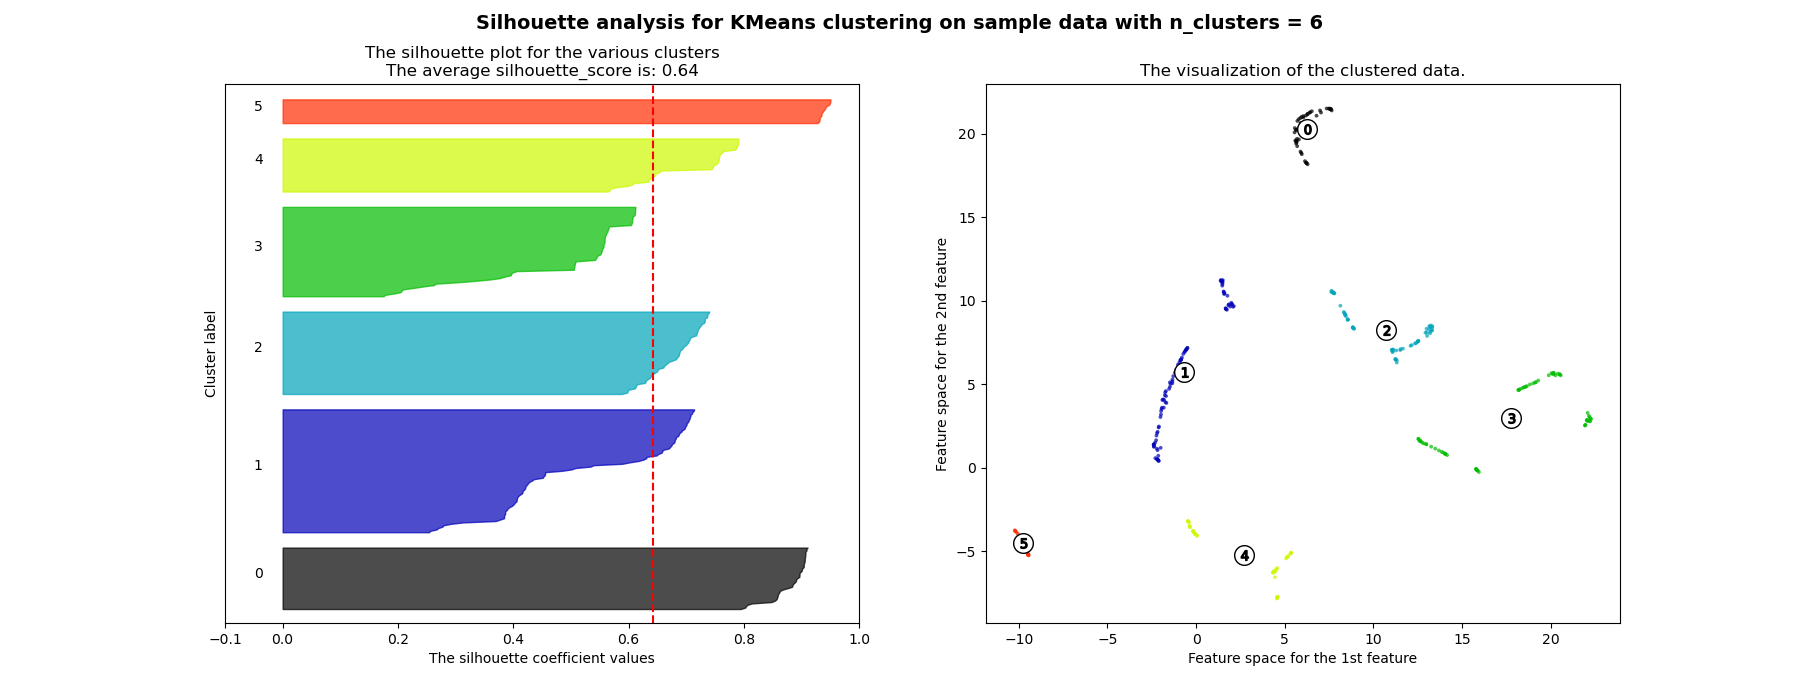 Silhouette analysis for KMeans clustering on sample data with n_clusters = 6
The silhouette plot for the various clusters
The average silhouette_score is: 0.64
Cluster label
5
4
3
2
1
0
−0.1 0.0 0.2 0.4 0.6 0.8 1.0
The silhouette coefficient values
The visualization of the clustered data.
Feature space for the 2nd feature
20
15
10
5
0
−5
0
2
1
3
5
4
−10 −5 0 5 10 15 20
Feature space for the 1st feature